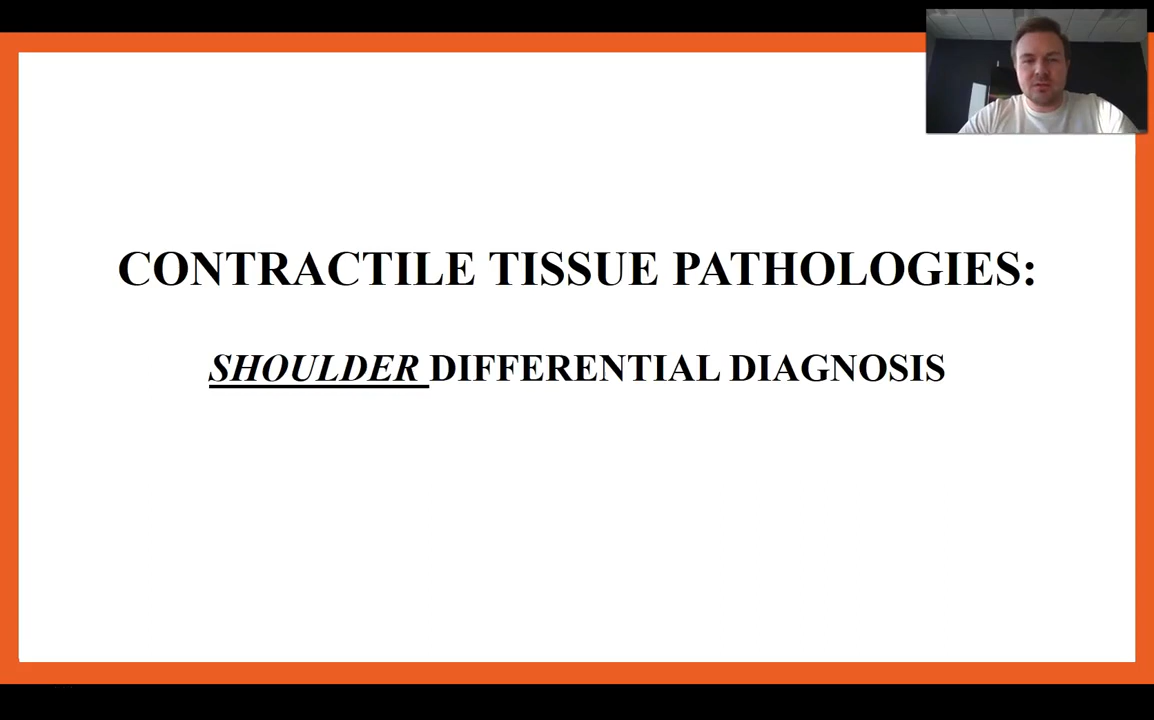 CONTRACTILE TISSUE PATHOLOGIES:
SHOULDER DIFFERENTIAL DIAGNOSIS